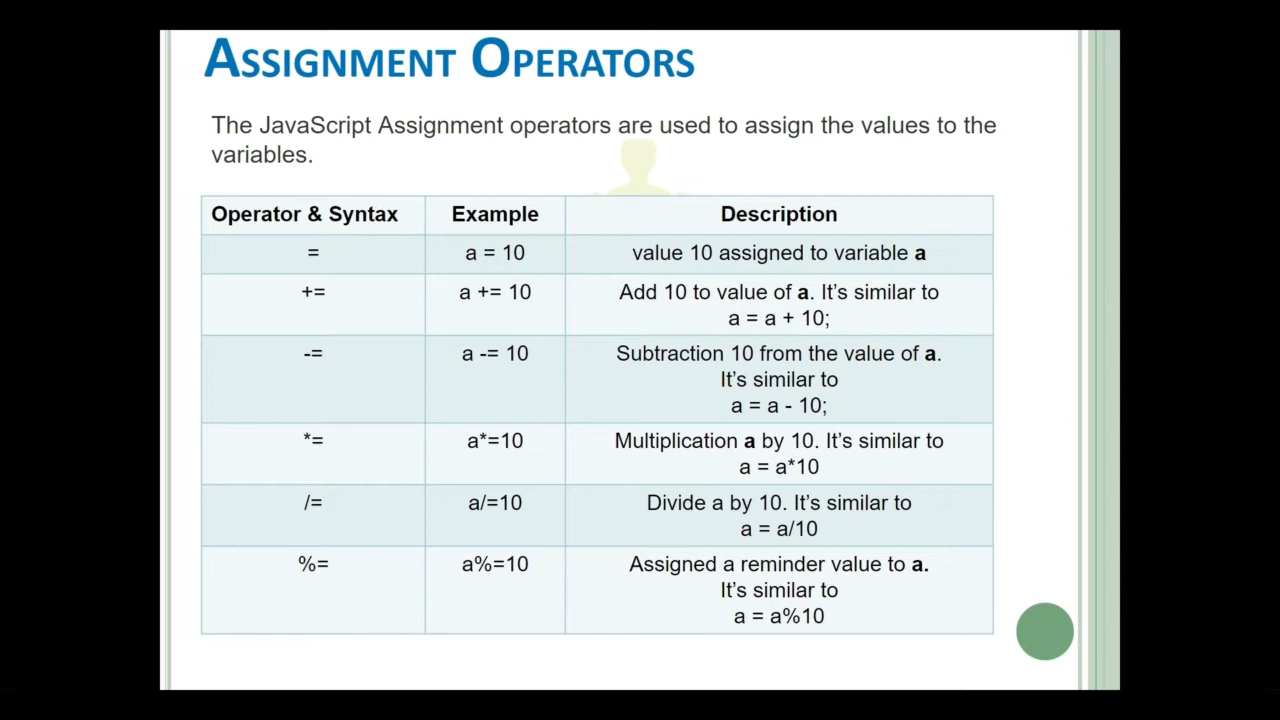 ASSIGNMENT OPERATORS
The JavaScript Assignment operators are used to assign the values to the
variables.
Operator & Syntax Example Description
= a = 10 value 10 assigned to variable a
+= a += 10 Add 10 to value of a. It’s similar to
a = a + 10;
-= a -= 10 Subtraction 10 from the value of a.
It’s similar to
a = a - 10;
*= a*=10 Multiplication a by 10. It’s similar to
a = a*10
/= a/=10 Divide a by 10. It’s similar to
a = a/10
%= a%=10 Assigned a reminder value to a.
It’s similar to
a = a%10